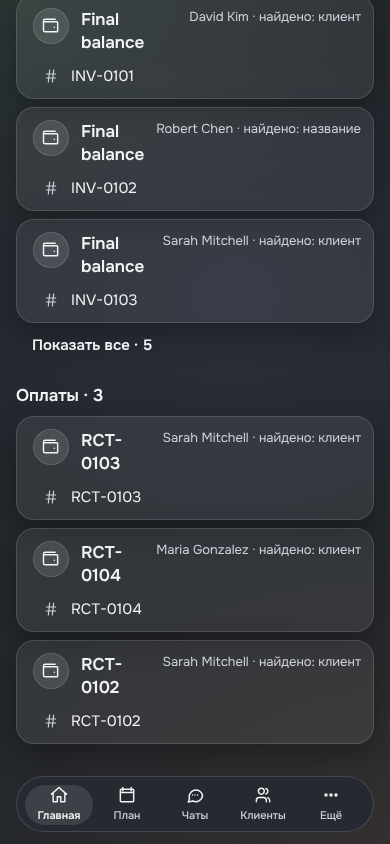 Final balance
David Kim · найдено: клиент
# INV-0101
Final balance
Robert Chen · найдено: название
# INV-0102
Final balance
Sarah Mitchell · найдено: клиент
# INV-0103
Показать все · 5
Оплаты · 3
RCT-0103
Sarah Mitchell · найдено: клиент
# RCT-0103
RCT-0104
Maria Gonzalez · найдено: клиент
# RCT-0104
RCT-0102
Sarah Mitchell · найдено: клиент
# RCT-0102
Главная
План
Чаты
Клиенты
Ещё